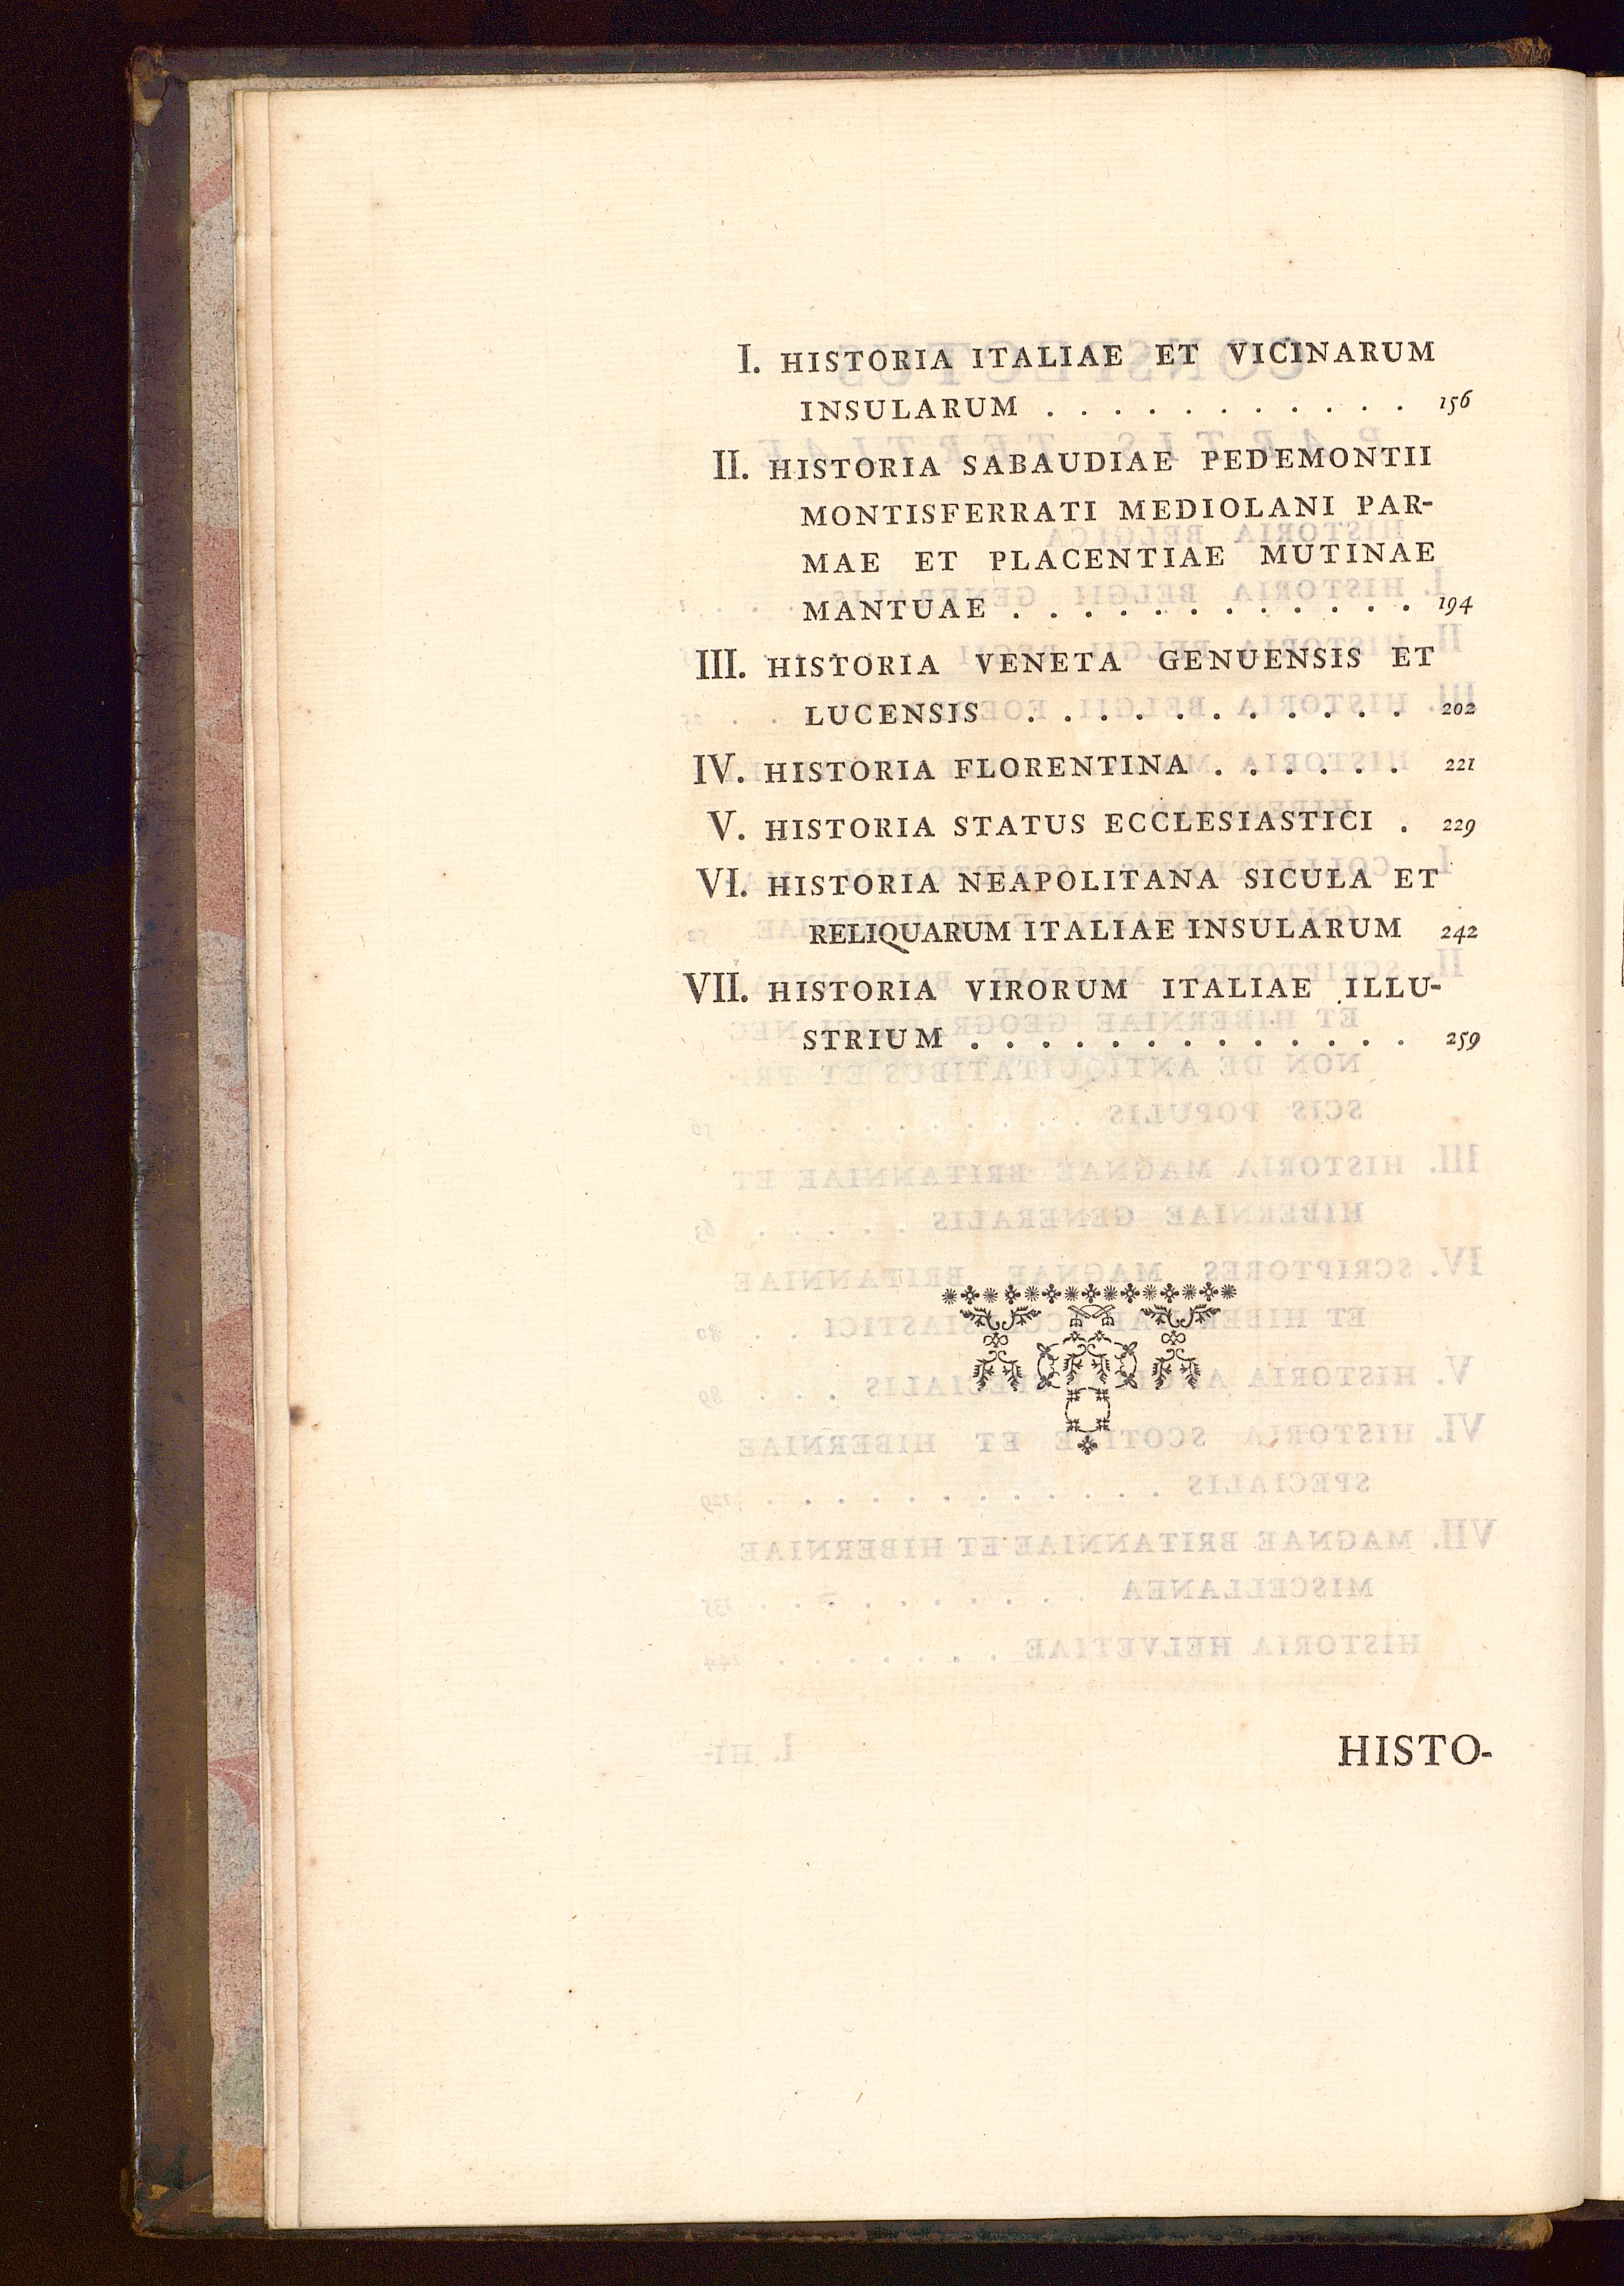 I. HISTORIA ITALIAE ET VICINARUM
INSULARUM . . . . . . . . . . . 156
II. HISTORIA SABAUDIAE PEDEMONTII
MONTISFERRATI MEDIOLANI PAR-
MAE ET PLACENTIAE MUTINAE
MANTUAE . . . . . . . . . . . . 194
III. HISTORIA VENETA GENUENSIS ET
LUCENSIS . . . . . . . . . . . 202
IV. HISTORIA FLORENTINA . . . . . . 221
V. HISTORIA STATUS ECCLESIASTICI . 229
VI. HISTORIA NEAPOLITANA SICULA ET
RELIQUARUM ITALIAE INSULARUM 242
VII. HISTORIA VIRORUM ITALIAE ILLU-
STRIUM . . . . . . . . . . . . . 259
HISTO-